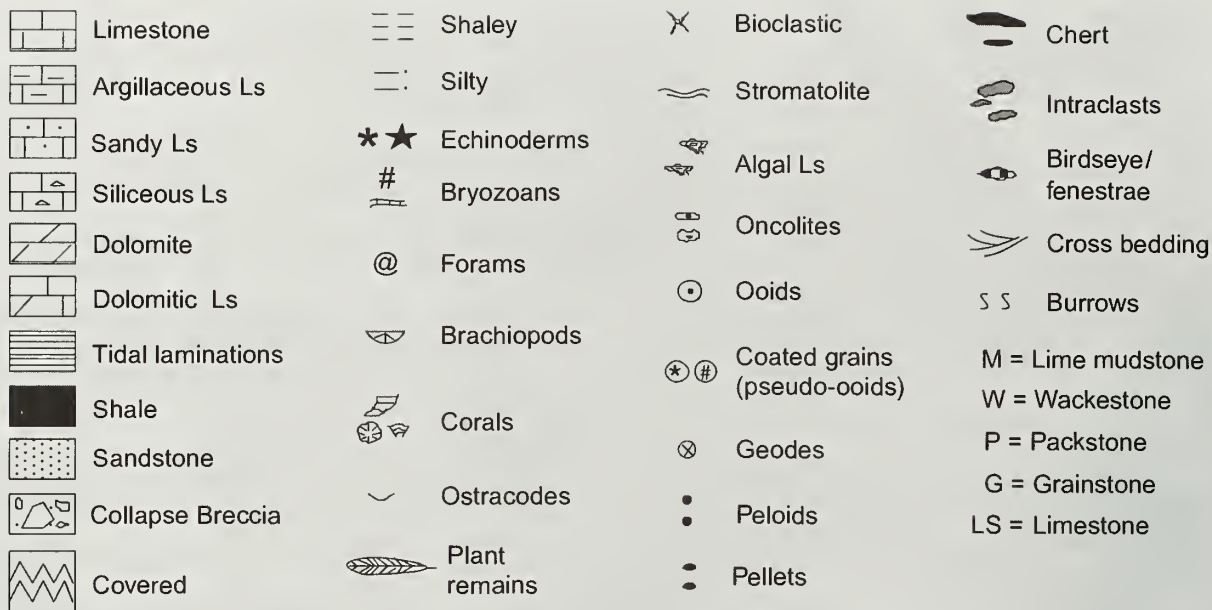 Limestone
Argillaceous Ls
Sandy Ls
Siliceous Ls
Dolomite
Dolomitic Ls
Tidal laminations
Shale
Sandstone
Collapse Breccia
Covered
Shaley
Silty
Echinoderms
# Bryozoans
@ Forams
Brachiopods
Corals
Ostracodes
Plant
remains
Bioclastic
Stromatolite
Algal Ls
Oncolites
Ooids
Coated grains
(pseudo-ooids)
Geodes
Peloids
Pellets
Chert
Intraclasts
Birdseye/
fenestrae
Cross bedding
Burrows
M = Lime mudstone
W = Wackestone
P = Packstone
G = Grainstone
LS = Limestone